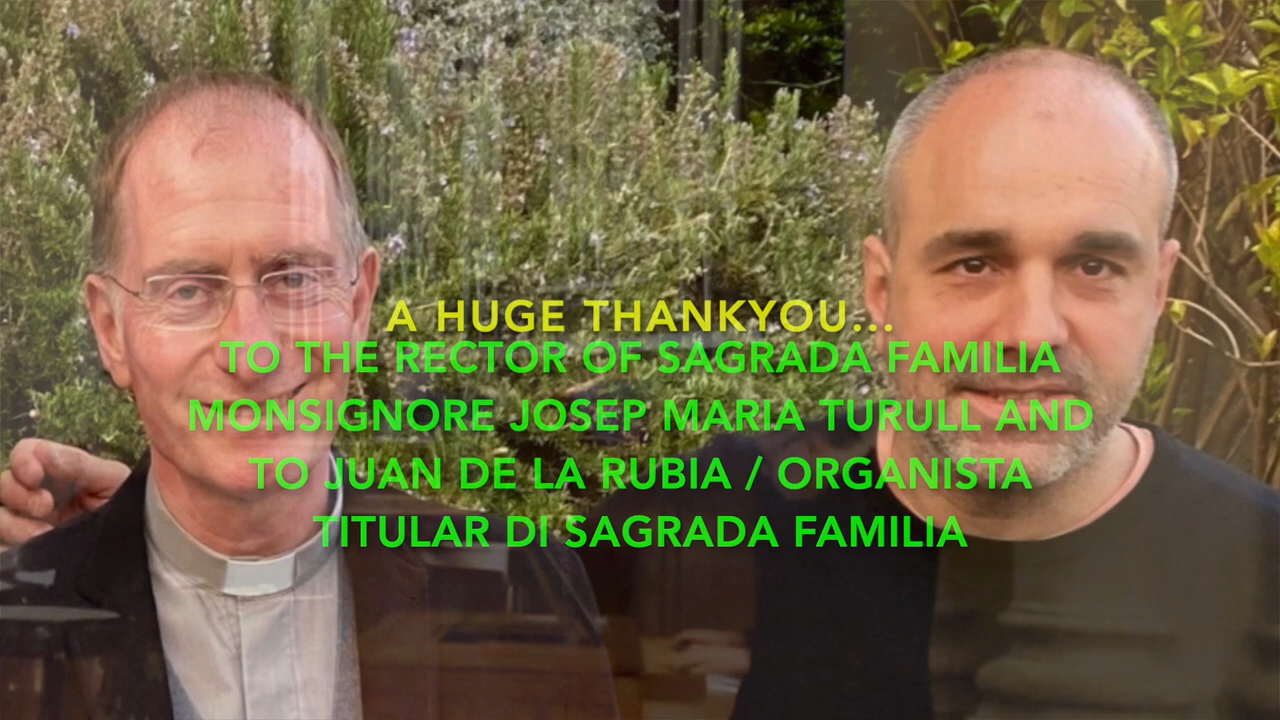 A HUGE THANKYOU...
TO THE RECTOR OF SAGRADA FAMILIA
MONSIGNORE JOSEP MARIA TURULL AND
TO JUAN DE LA RUBIA / ORGANISTA
TITULAR DI SAGRADA FAMILIA